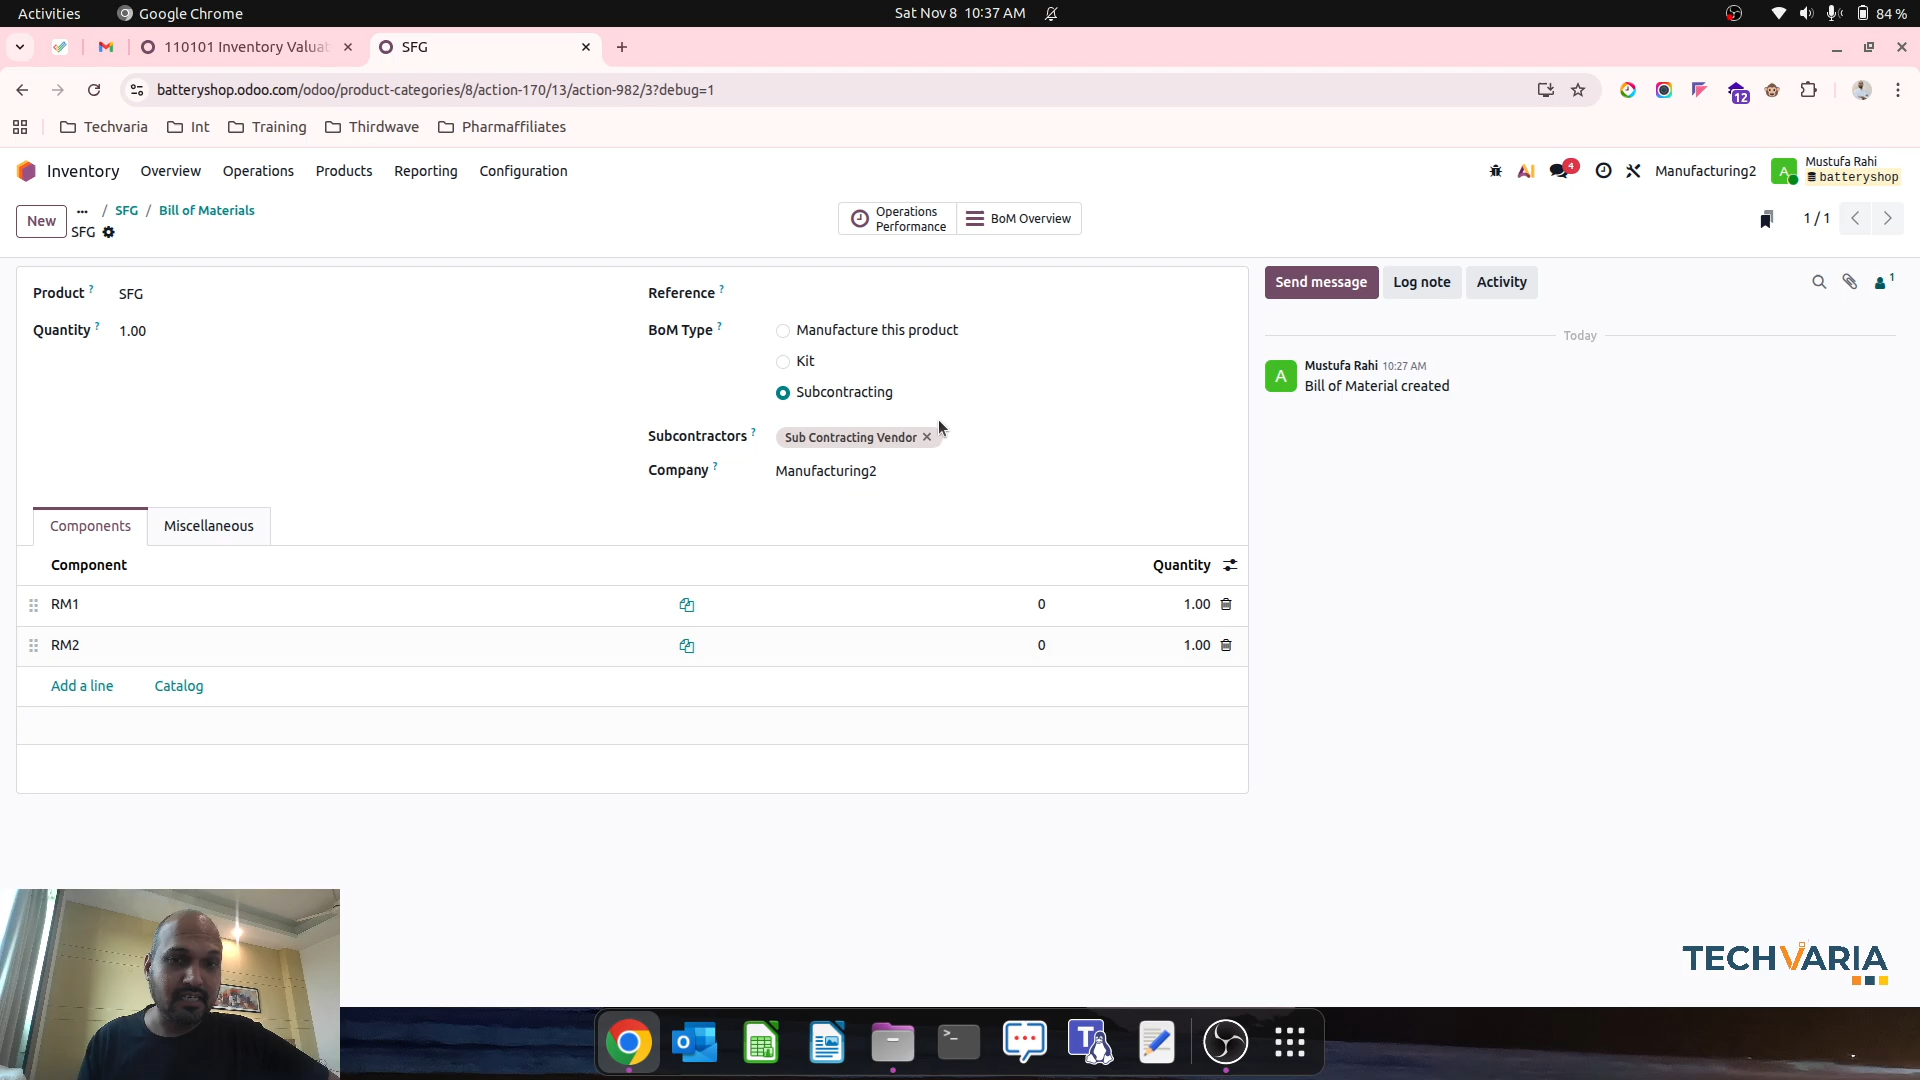 Activities
Google Chrome
Sat Nov 8 10:37 AM
84 %
110101 Inventory Valuat
SFG
batteryshop.odoo.com/odoo/product-categories/8/action-170/13/action-982/3?debug=1
12
Techvaria
Int
Training
Thirdwave
Pharmaffiliates
Inventory
Overview
Operations
Products
Reporting
Configuration
AI
4
Manufacturing2
A
Mustufa Rahi
batteryshop
New
... / SFG / Bill of Materials
SFG
Operations
Performance
BoM Overview
1 / 1
Product ?
SFG
Quantity ?
1.00
Reference ?
BoM Type ?
Manufacture this product
Kit
Subcontracting
Subcontractors ?
Sub Contracting Vendor
Company ?
Manufacturing2
Send message
Log note
Activity
1
Today
A
Mustufa Rahi 10:27 AM
Bill of Material created
Components
Miscellaneous
Component
Quantity
RM1
0
1.00
RM2
0
1.00
Add a line
Catalog
TECHVARIA